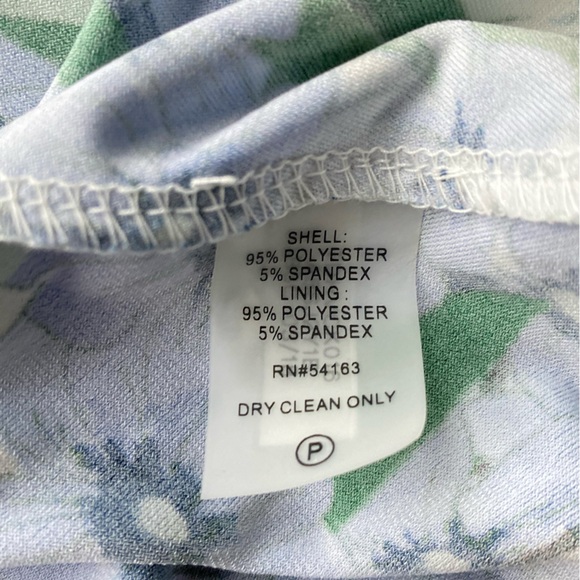 SHELL:
95% POLYESTER
5% SPANDEX
LINING :
95% POLYESTER
5% SPANDEX
RN#54163
DRY CLEAN ONLY
P